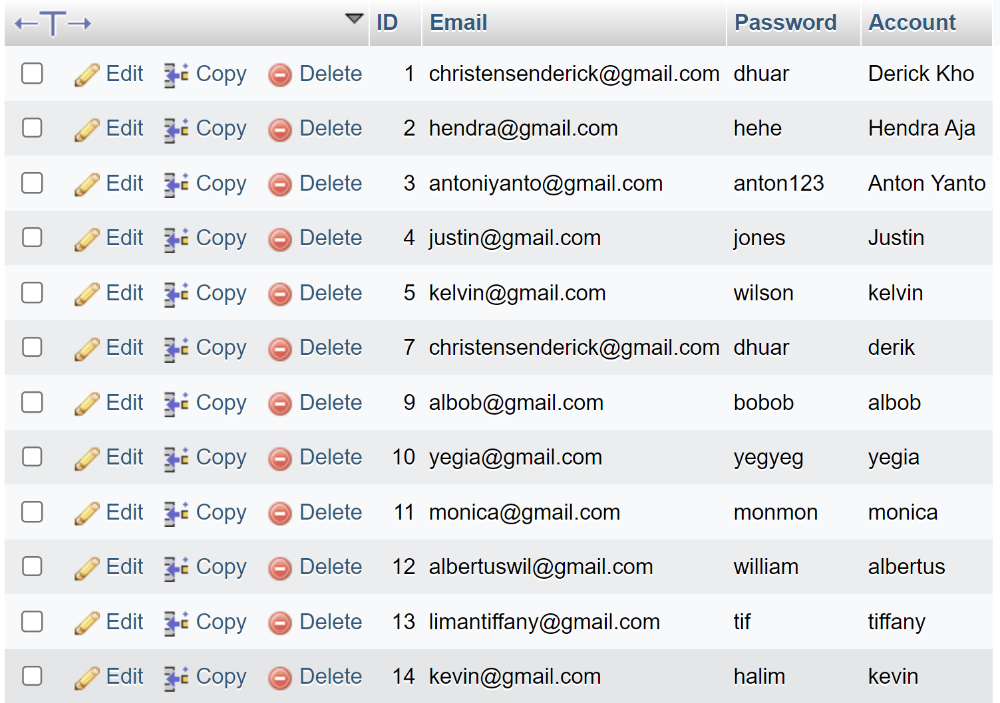 ID Email Password Account
Edit Copy Delete 1 christensenderick@gmail.com dhuar Derick Kho
Edit Copy Delete 2 hendra@gmail.com hehe Hendra Aja
Edit Copy Delete 3 antoniyanto@gmail.com anton123 Anton Yanto
Edit Copy Delete 4 justin@gmail.com jones Justin
Edit Copy Delete 5 kelvin@gmail.com wilson kelvin
Edit Copy Delete 7 christensenderick@gmail.com dhuar derik
Edit Copy Delete 9 albob@gmail.com bobob albob
Edit Copy Delete 10 yegia@gmail.com yegyeg yegia
Edit Copy Delete 11 monica@gmail.com monmon monica
Edit Copy Delete 12 albertuswil@gmail.com william albertus
Edit Copy Delete 13 limantiffany@gmail.com tif tiffany
Edit Copy Delete 14 kevin@gmail.com halim kevin